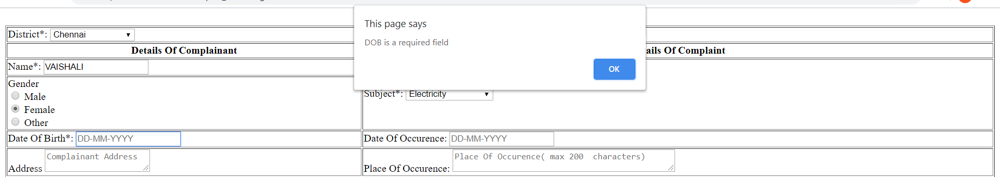 This page says
DOB is a required field
OK
District*: Chennai
Details Of Complainant
ails Of Complaint
Name*: VAISHALI
Gender
Male
Female
Other
Subject*: Electricity
Date Of Birth*: DD-MM-YYYY
Date Of Occurence: DD-MM-YYYY
Address Complainant Address
Place Of Occurence: Place Of Occurence( max 200 characters)